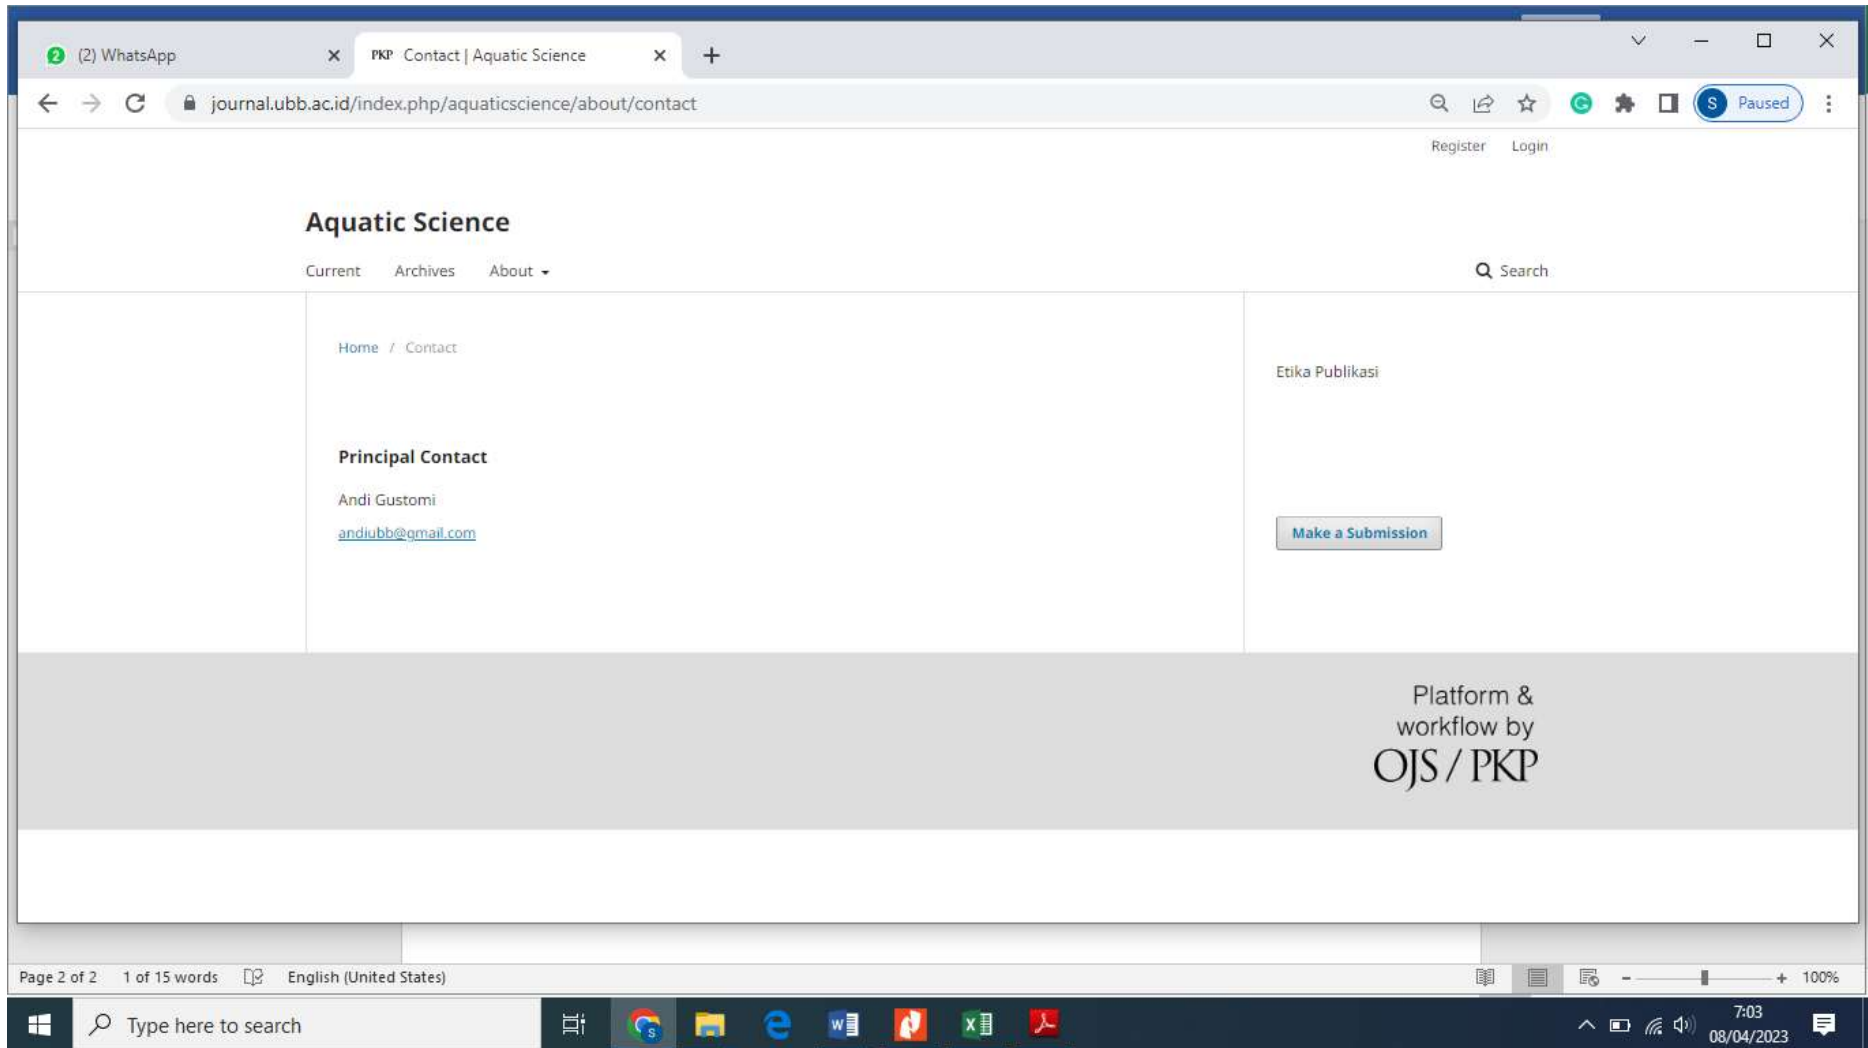 2 (2) WhatsApp
PKP Contact | Aquatic Science
journal.ubb.ac.id/index.php/aquaticscience/about/contact
S Paused
Register Login
Aquatic Science
Current Archives About
Search
Home / Contact
Etika Publikasi
Principal Contact
Andi Gustomi
andiubb@gmail.com
Make a Submission
Platform &
workflow by
OJS / PKP
Page 2 of 2 1 of 15 words English (United States)
- + 100%
Type here to search
7:03
08/04/2023